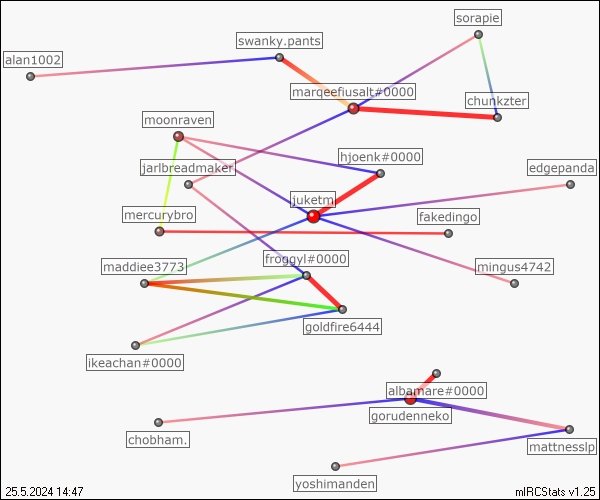 sorapie
swanky.pants
alan1002
marqeefiusalt#0000
chunkzter
moonraven
hjoenk#0000
jarlbreadmaker
edgepanda
juketm
mercurybro
fakedingo
froggyl#0000
maddiee3773
mingus4742
goldfire6444
ikeachan#0000
albamare#0000
gorudenneko
chobham.
mattnesslp
yoshimanden
25.5.2024 14:47
mIRCStats v1.25